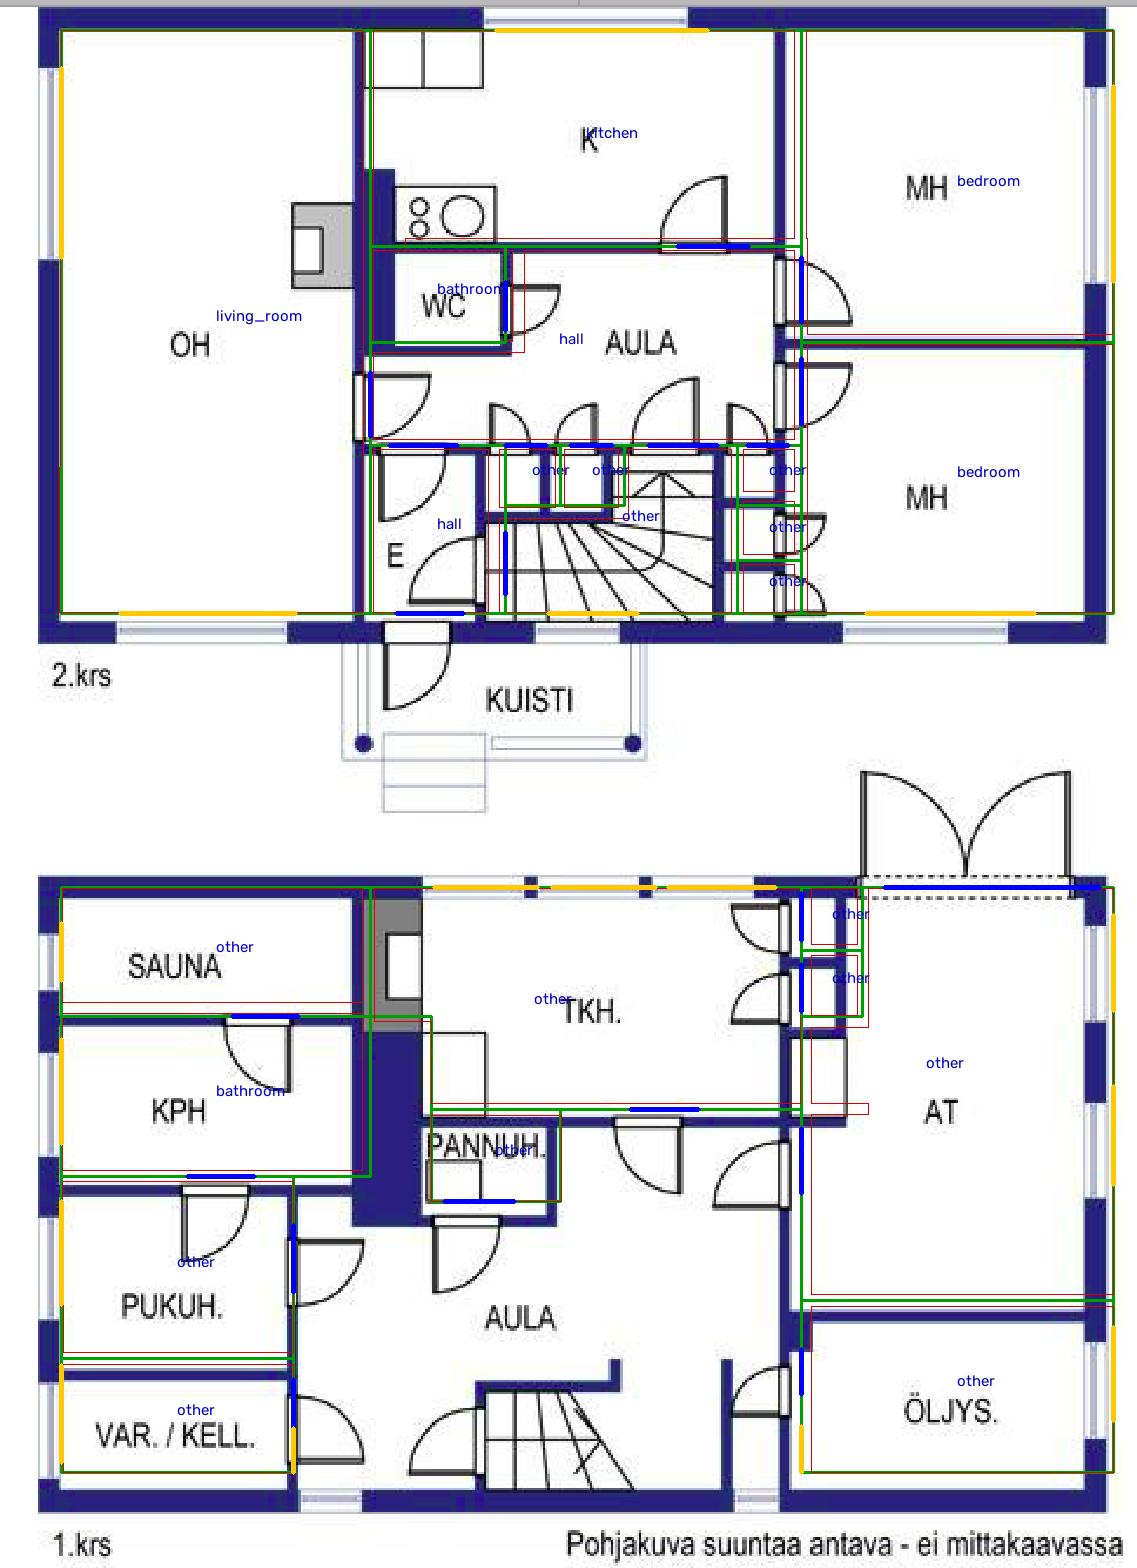 K
kitchen
MH
bedroom
WC
bathroom
OH
living_room
hall
AULA
other
other
other
MH
bedroom
hall
E
other
other
other
2.krs
KUISTI
SAUNA
other
other
TKH.
other
other
other
AT
KPH
bathroom
PANNUH.
other
other
PUKUH.
AULA
other
VAR. / KELL.
other
ÖLJYS.
1.krs
Pohjakuva suuntaa antava - ei mittakaavassa